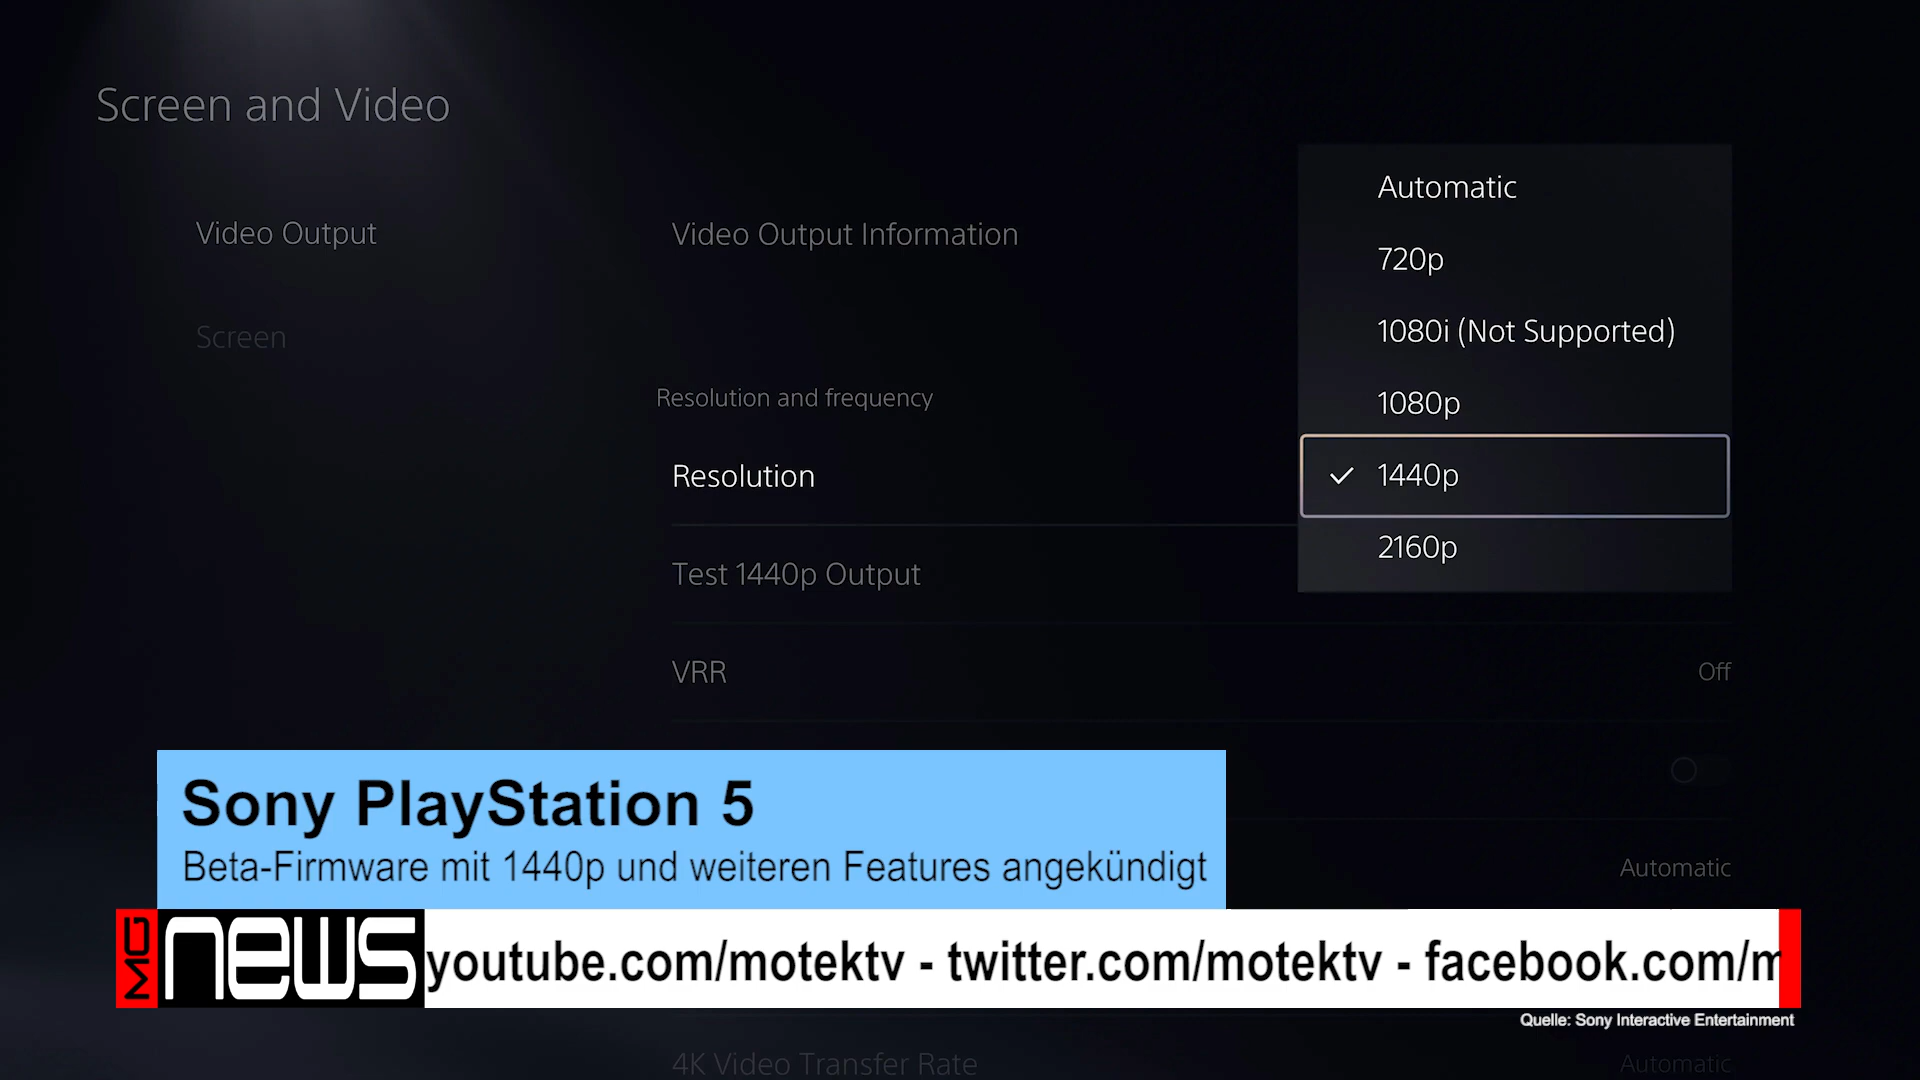 Screen and Video
Video Output
Screen
Video Output Information
Resolution and frequency
Resolution
Test 1440p Output
VRR
Off
Automatic
720p
1080i (Not Supported)
1080p
1440p
2160p
Automatic
Sony PlayStation 5
Beta-Firmware mit 1440p und weiteren Features angekündigt
MG
news
youtube.com/motektv - twitter.com/motektv - facebook.com/m
Quelle: Sony Interactive Entertainment
4K Video Transfer Rate
Automatic